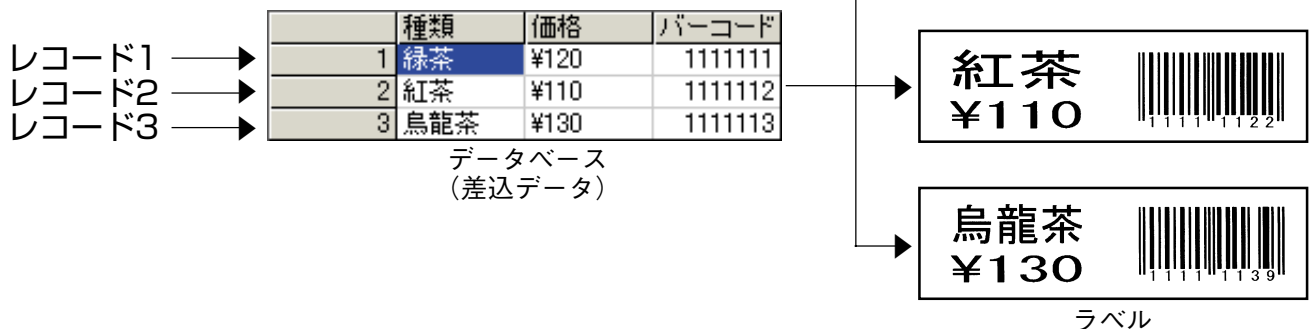 種類 価格 バーコード
レコード1 1 緑茶 ¥120 1111111
レコード2 2 紅茶 ¥110 1111112
レコード3 3 烏龍茶 ¥130 1111113
データベース
（差込データ）
紅茶
¥110
1111 1122
烏龍茶
¥130
1111 1139
ラベル